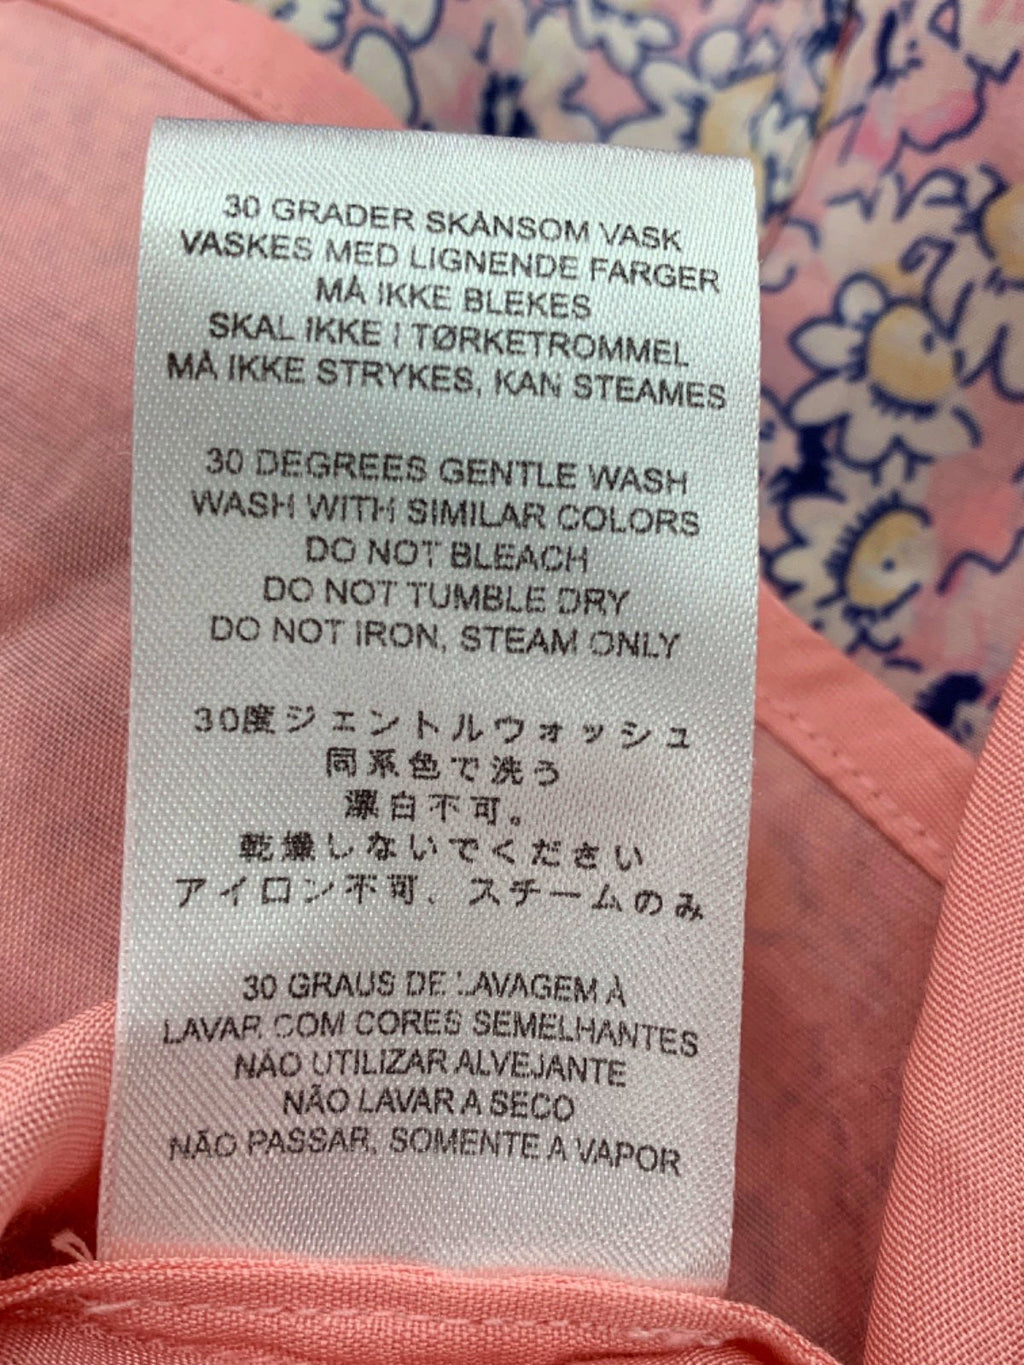 30 GRADER SKÅNSOM VASK
VASKES MED LIGNENDE FARGER
MÅ IKKE BLEKES
SKAL IKKE I TØRKETROMMEL
MÅ IKKE STRYKES, KAN STEAMES
30 DEGREES GENTLE WASH
WASH WITH SIMILAR COLORS
DO NOT BLEACH
DO NOT TUMBLE DRY
DO NOT IRON, STEAM ONLY
30度ジェントルウォッシュ
同系色で洗う
漂白不可。
乾燥しないでください
アイロン不可、スチームのみ
30 GRAUS DE LAVAGEM À
LAVAR COM CORES SEMELHANTES
NÃO UTILIZAR ALVEJANTE
NÃO LAVAR A SECO
NÃO PASSAR, SOMENTE A VAPOR